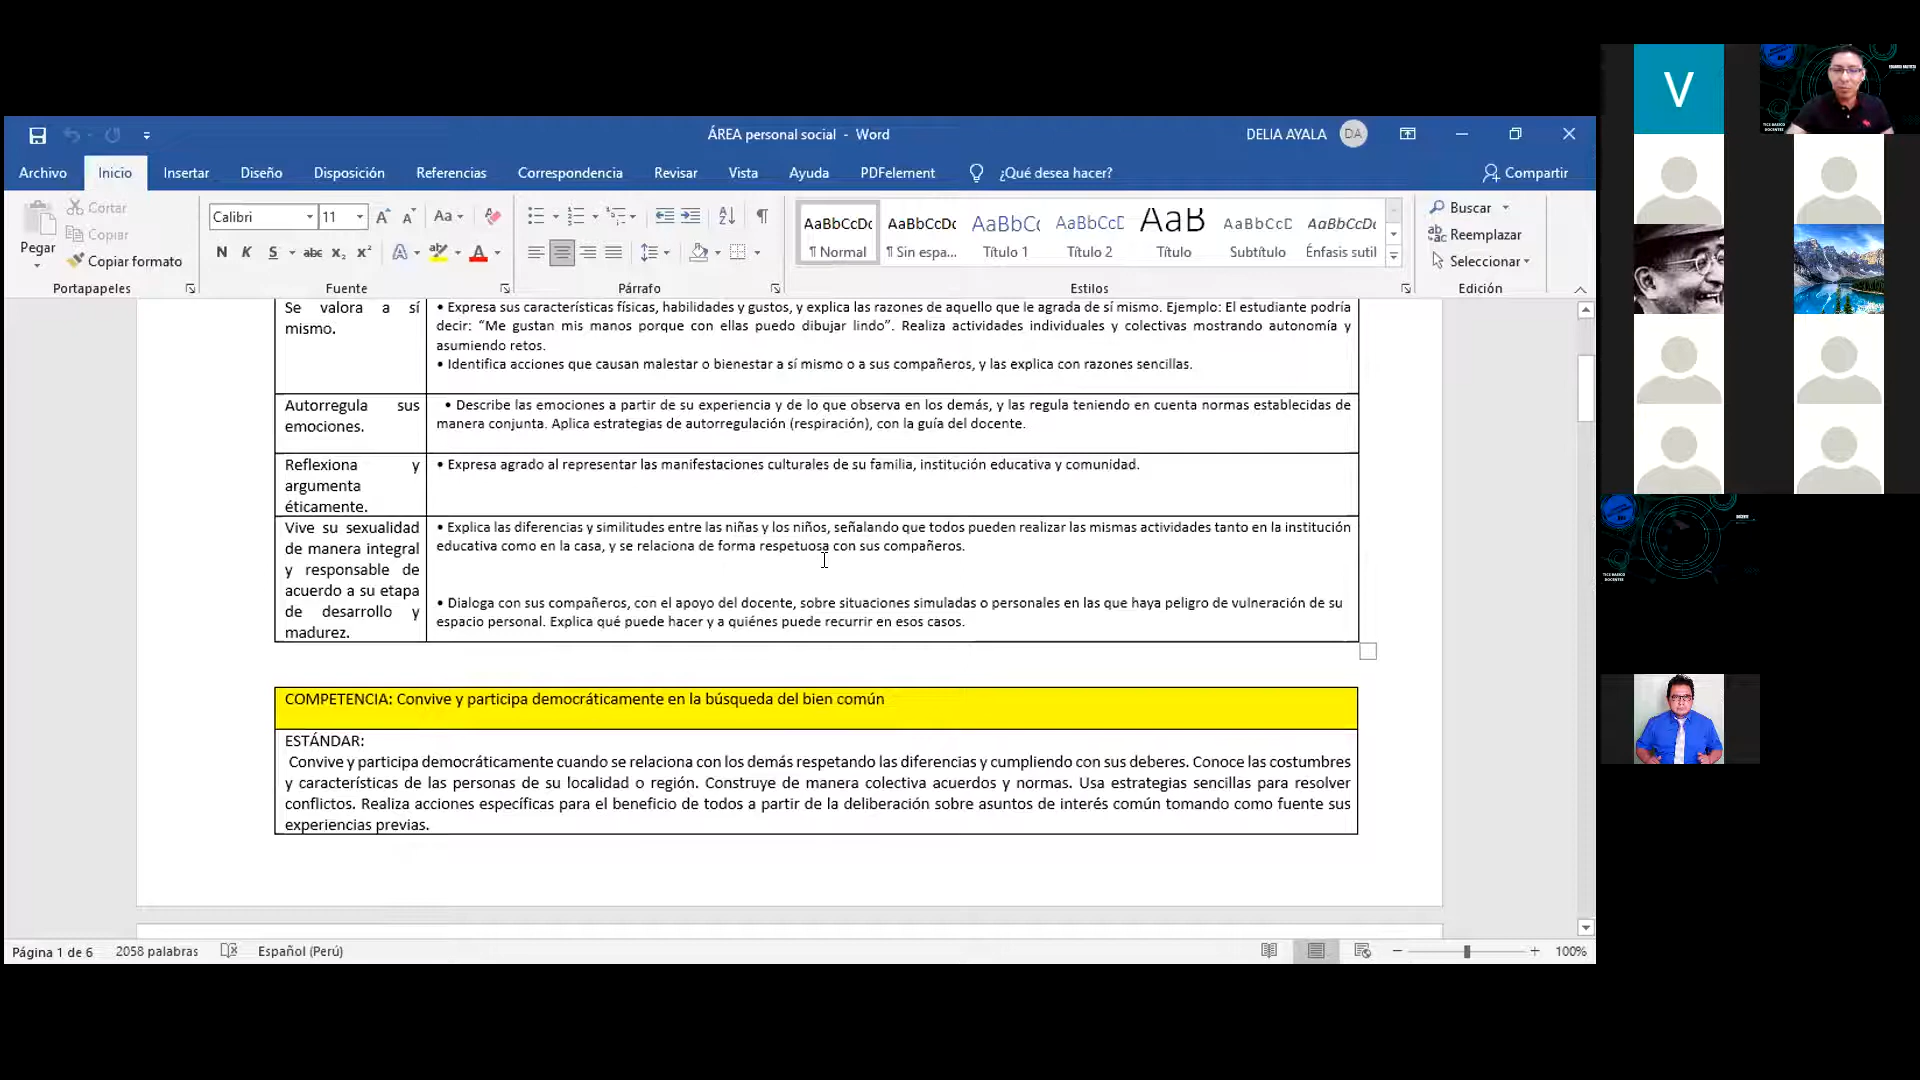 V
EDUARDO BAUTISTA
TICS BASICO
DOCENTES
ÁREA personal social - Word
DELIA AYALA
DA
Archivo
Inicio
Insertar
Diseño
Disposición
Referencias
Correspondencia
Revisar
Vista
Ayuda
PDFelement
¿Qué desea hacer?
Compartir
Pegar
Cortar
Copiar
Copiar formato
Portapapeles
Calibri
11
Aa
N K S abc x₂ x²
A
Fuente
Párrafo
AaBbCcDc
¶ Normal
AaBbCcDc
¶ Sin espa...
AaBbC
Título 1
AaBbCcD
Título 2
AaB
Título
AaBbCcD
Subtítulo
AaBbCcDc
Énfasis sutil
Estilos
Buscar
Reemplazar
Seleccionar
Edición
Se valora a sí
mismo.
• Expresa sus características físicas, habilidades y gustos, y explica las razones de aquello que le agrada de sí mismo. Ejemplo: El estudiante podría
decir: “Me gustan mis manos porque con ellas puedo dibujar lindo”. Realiza actividades individuales y colectivas mostrando autonomía y
asumiendo retos.
• Identifica acciones que causan malestar o bienestar a sí mismo o a sus compañeros, y las explica con razones sencillas.
Autorregula sus
emociones.
• Describe las emociones a partir de su experiencia y de lo que observa en los demás, y las regula teniendo en cuenta normas establecidas de
manera conjunta. Aplica estrategias de autorregulación (respiración), con la guía del docente.
Reflexiona y
argumenta
éticamente.
• Expresa agrado al representar las manifestaciones culturales de su familia, institución educativa y comunidad.
Vive su sexualidad
de manera integral
y responsable de
acuerdo a su etapa
de desarrollo y
madurez.
• Explica las diferencias y similitudes entre las niñas y los niños, señalando que todos pueden realizar las mismas actividades tanto en la institución
educativa como en la casa, y se relaciona de forma respetuosa con sus compañeros.
• Dialoga con sus compañeros, con el apoyo del docente, sobre situaciones simuladas o personales en las que haya peligro de vulneración de su
espacio personal. Explica qué puede hacer y a quiénes puede recurrir en esos casos.
COMPETENCIA: Convive y participa democráticamente en la búsqueda del bien común
ESTÁNDAR:
Convive y participa democráticamente cuando se relaciona con los demás respetando las diferencias y cumpliendo con sus deberes. Conoce las costumbres
y características de las personas de su localidad o región. Construye de manera colectiva acuerdos y normas. Usa estrategias sencillas para resolver
conflictos. Realiza acciones específicas para el beneficio de todos a partir de la deliberación sobre asuntos de interés común tomando como fuente sus
experiencias previas.
Página 1 de 6
2058 palabras
Español (Perú)
100%
DOCENTE
TICS BASICO
DOCENTES